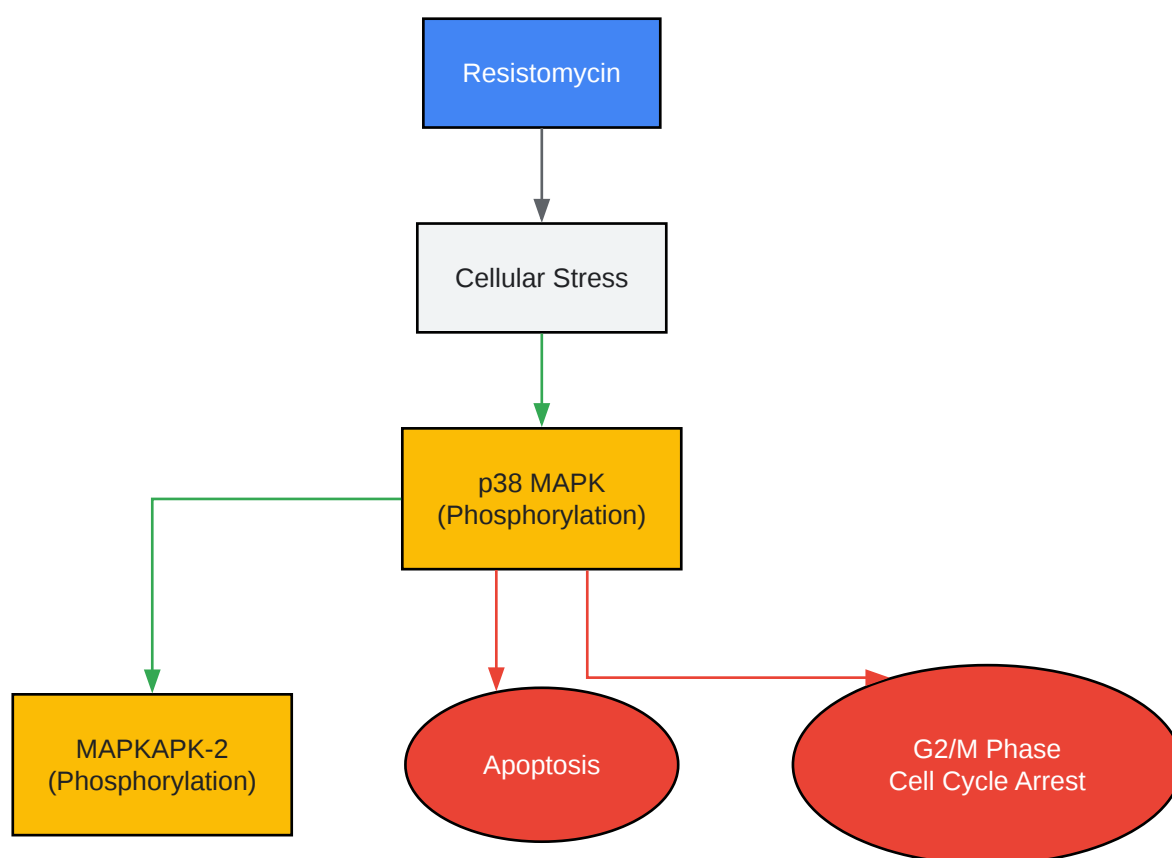 Resistomycin
Cellular Stress
p38 MAPK
(Phosphorylation)
MAPKAPK-2
(Phosphorylation)
Apoptosis
G2/M Phase
Cell Cycle Arrest